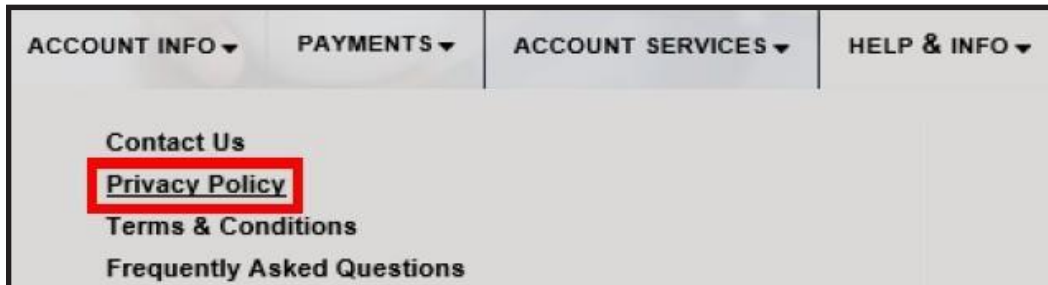 ACCOUNT INFO PAYMENTS ACCOUNT SERVICES HELP & INFO
Contact Us
Privacy Policy
Terms & Conditions
Frequently Asked Questions